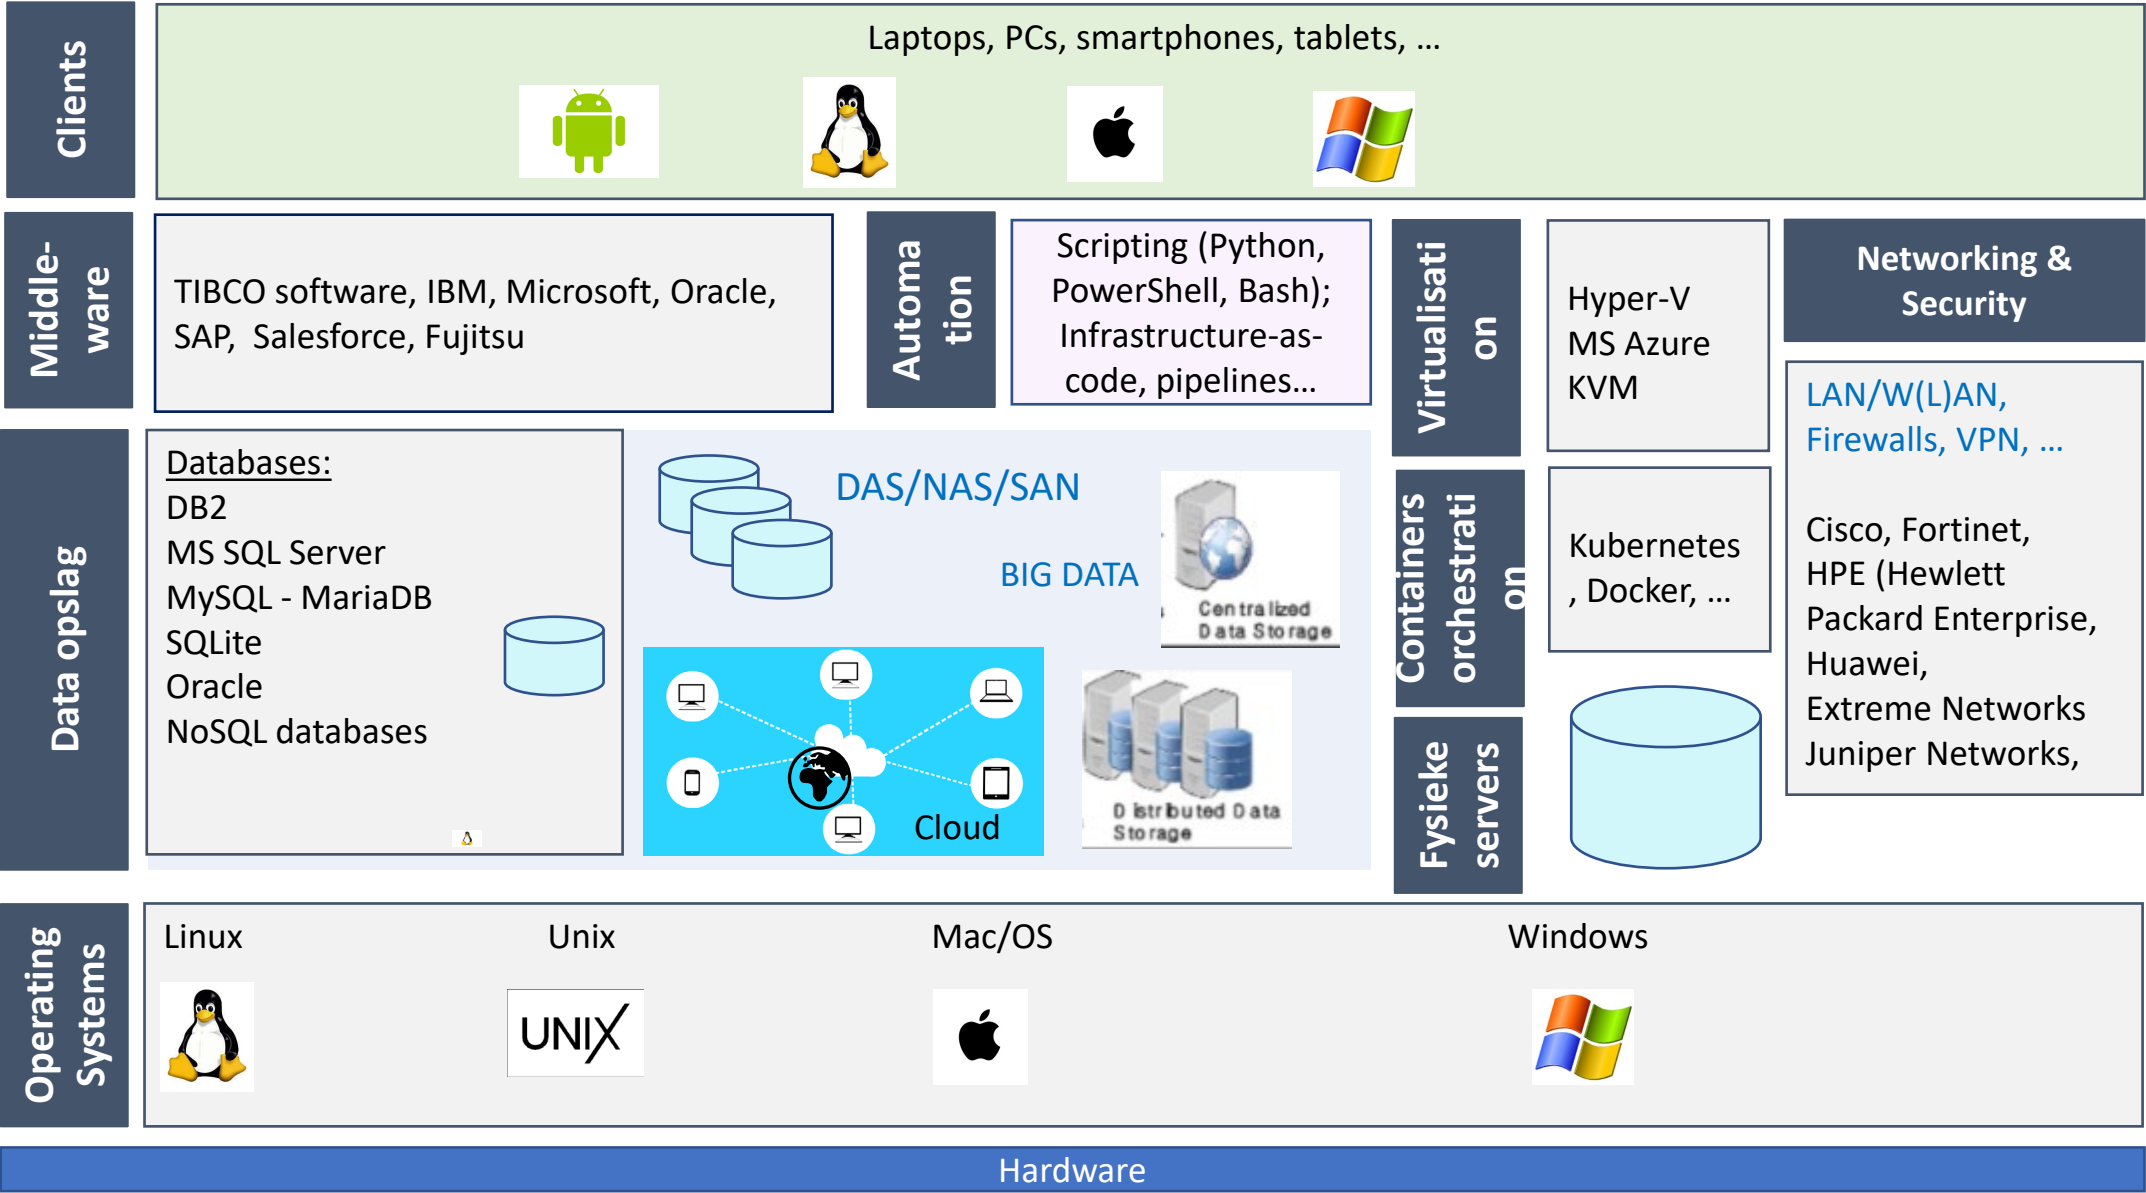 Clients
Laptops, PCs, smartphones, tablets, ...
Middle-
ware
TIBCO software, IBM, Microsoft, Oracle,
SAP,  Salesforce, Fujitsu
Automa
tion
Scripting (Python,
PowerShell, Bash);
Infrastructure-as-
code, pipelines...
Virtualisati
on
Hyper-V
MS Azure
KVM
Networking &
Security
LAN/W(L)AN,
Firewalls, VPN, ...
Cisco, Fortinet,
HPE (Hewlett
Packard Enterprise,
Huawei,
Extreme Networks
Juniper Networks,
Data opslag
Databases:
DB2
MS SQL Server
MySQL - MariaDB
SQLite
Oracle
NoSQL databases
DAS/NAS/SAN
BIG DATA
Centralized
Data Storage
Cloud
Distributed Data
Storage
Containers
orchestrati
on
Kubernetes
, Docker, ...
Fysieke
servers
Operating
Systems
Linux
Unix
Mac/OS
Windows
UNIX
Hardware